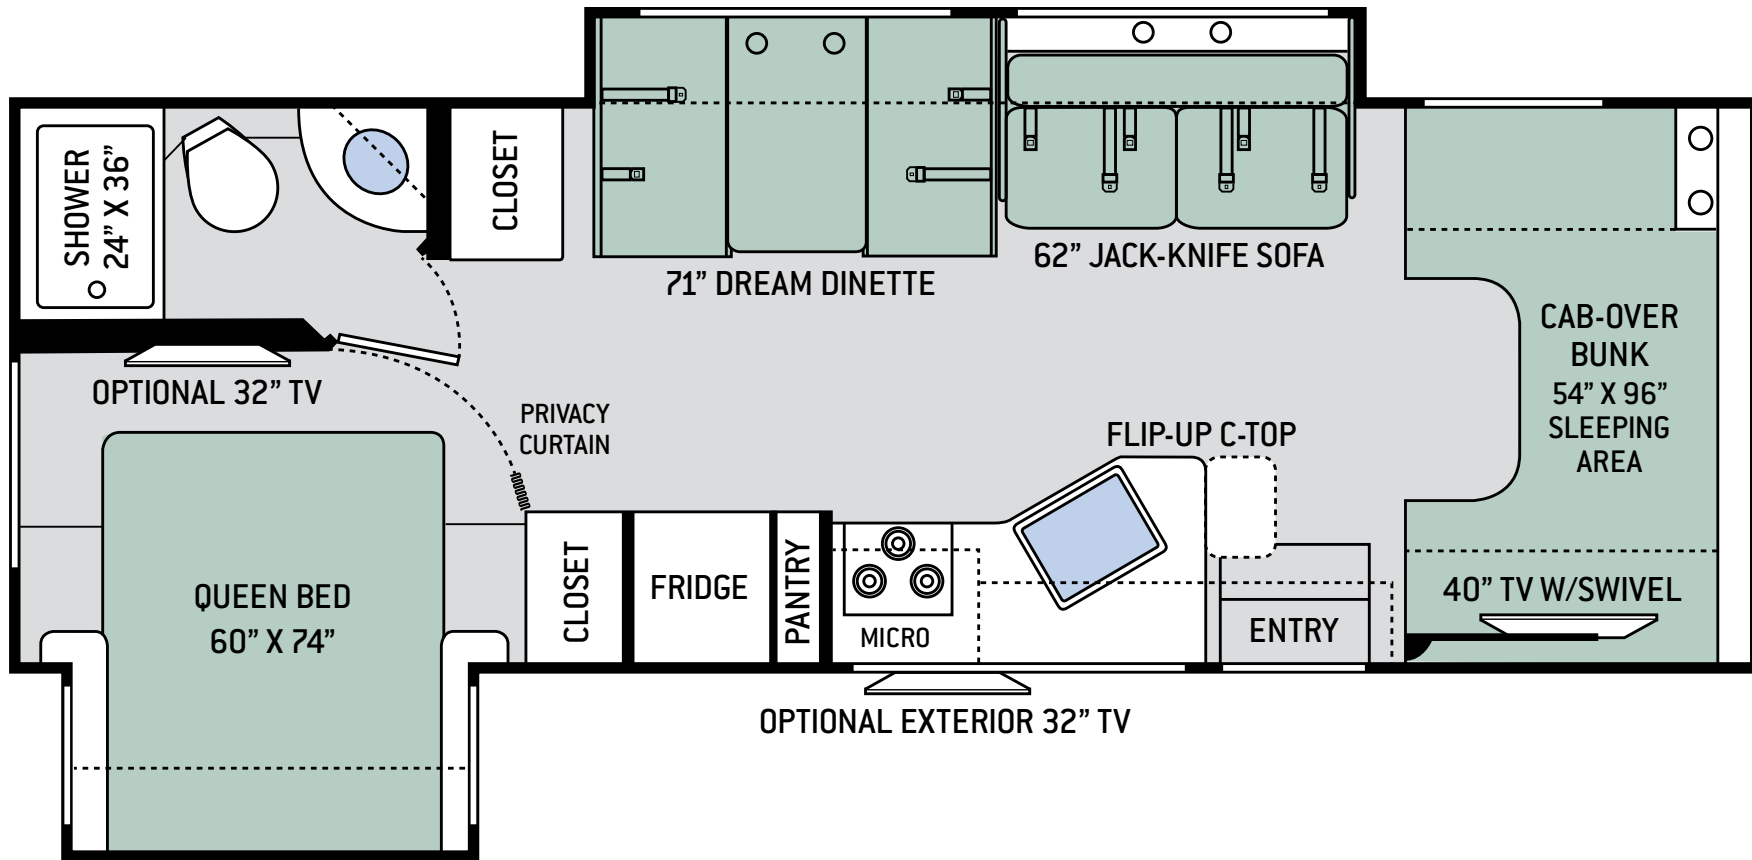 SHOWER
24” X 36”
CLOSET
71” DREAM DINETTE
62” JACK-KNIFE SOFA
CAB-OVER
BUNK
54” X 96”
SLEEPING
AREA
OPTIONAL 32” TV
PRIVACY
CURTAIN
FLIP-UP C-TOP
QUEEN BED
60” X 74”
CLOSET
FRIDGE
PANTRY
MICRO
ENTRY
40” TV W/SWIVEL
OPTIONAL EXTERIOR 32” TV